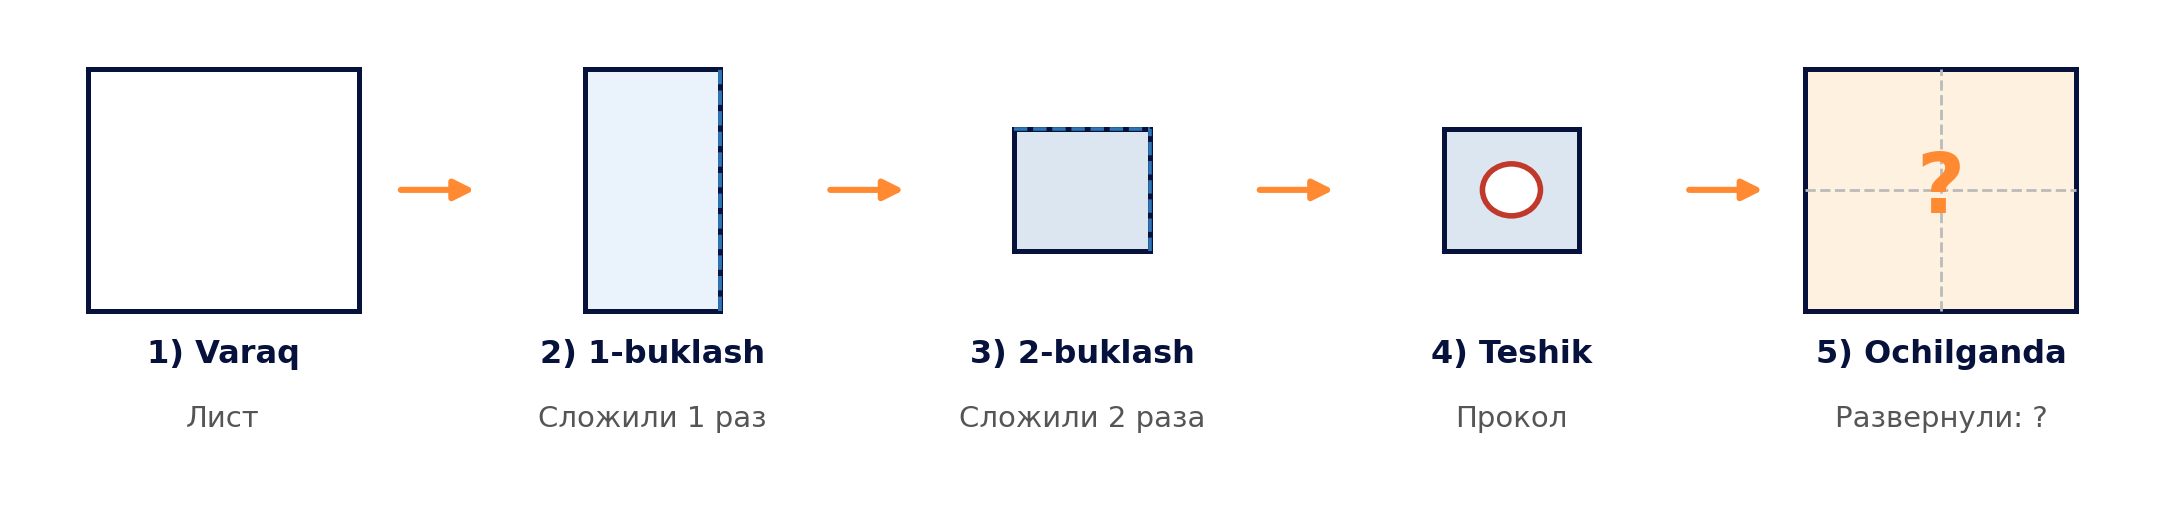 ?
1) Varaq
2) 1-buklash
3) 2-buklash
4) Teshik
5) Ochilganda
Лист
Сложили 1 раз
Сложили 2 раза
Прокол
Развернули: ?